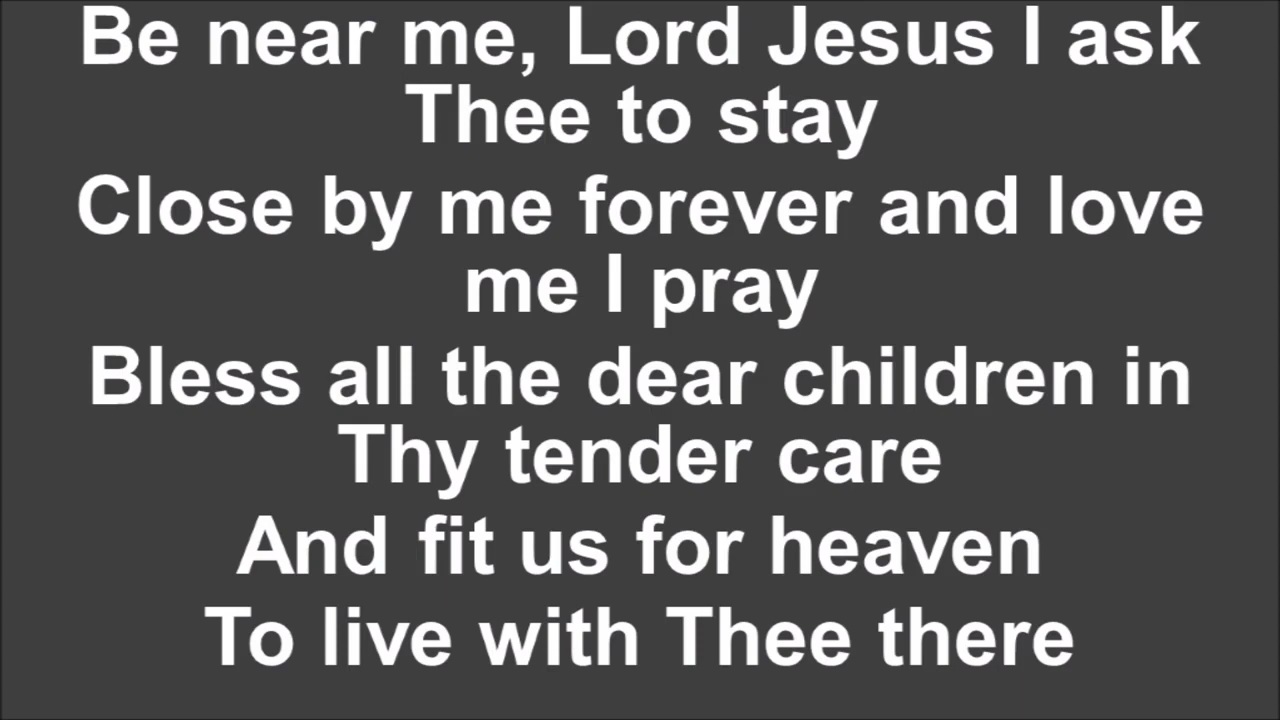 Be near me, Lord Jesus I ask
Thee to stay
Close by me forever and love
me I pray
Bless all the dear children in
Thy tender care
And fit us for heaven
To live with Thee there